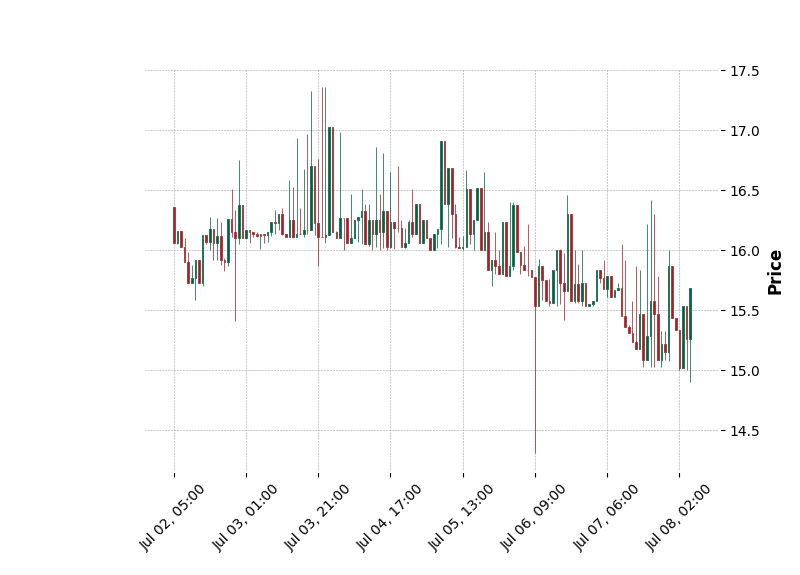 17.5
17.0
16.5
16.0
15.5
15.0
14.5
Price
Jul 02, 05:00
Jul 03, 01:00
Jul 03, 21:00
Jul 04, 17:00
Jul 05, 13:00
Jul 06, 09:00
Jul 07, 06:00
Jul 08, 02:00